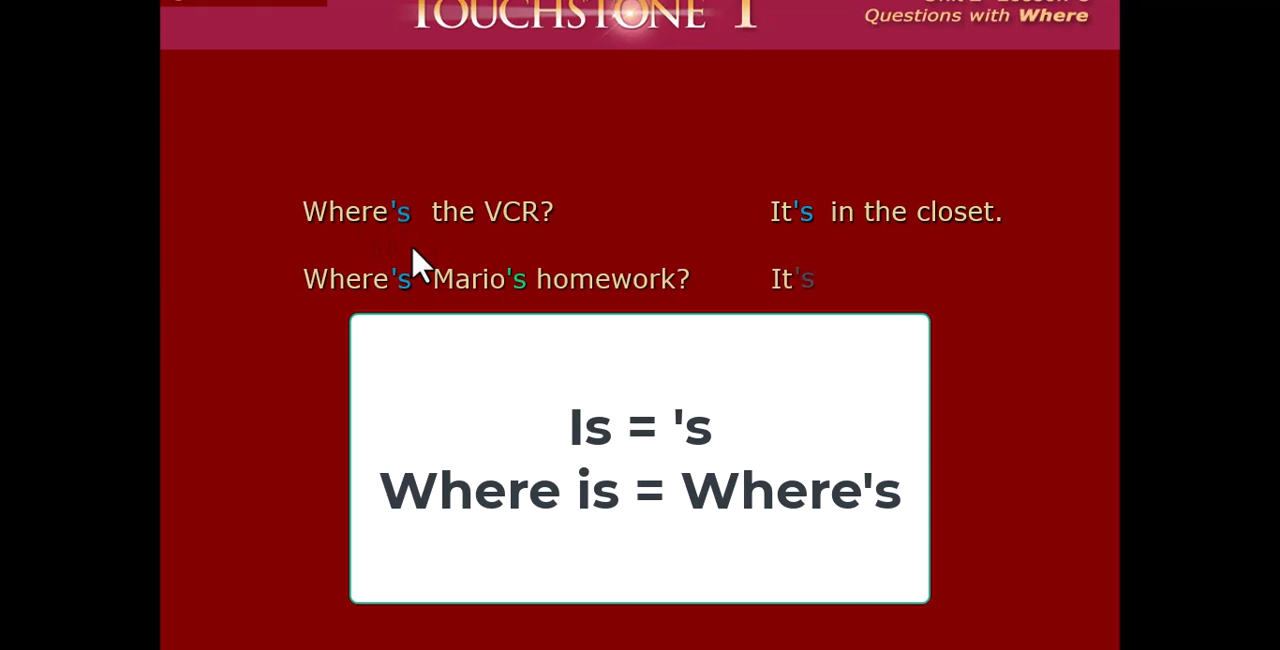 TOUCHSTONE 1
Questions with Where
Where's the VCR? It's in the closet.
Where's Mario's homework? It's
Is = 's
Where is = Where's